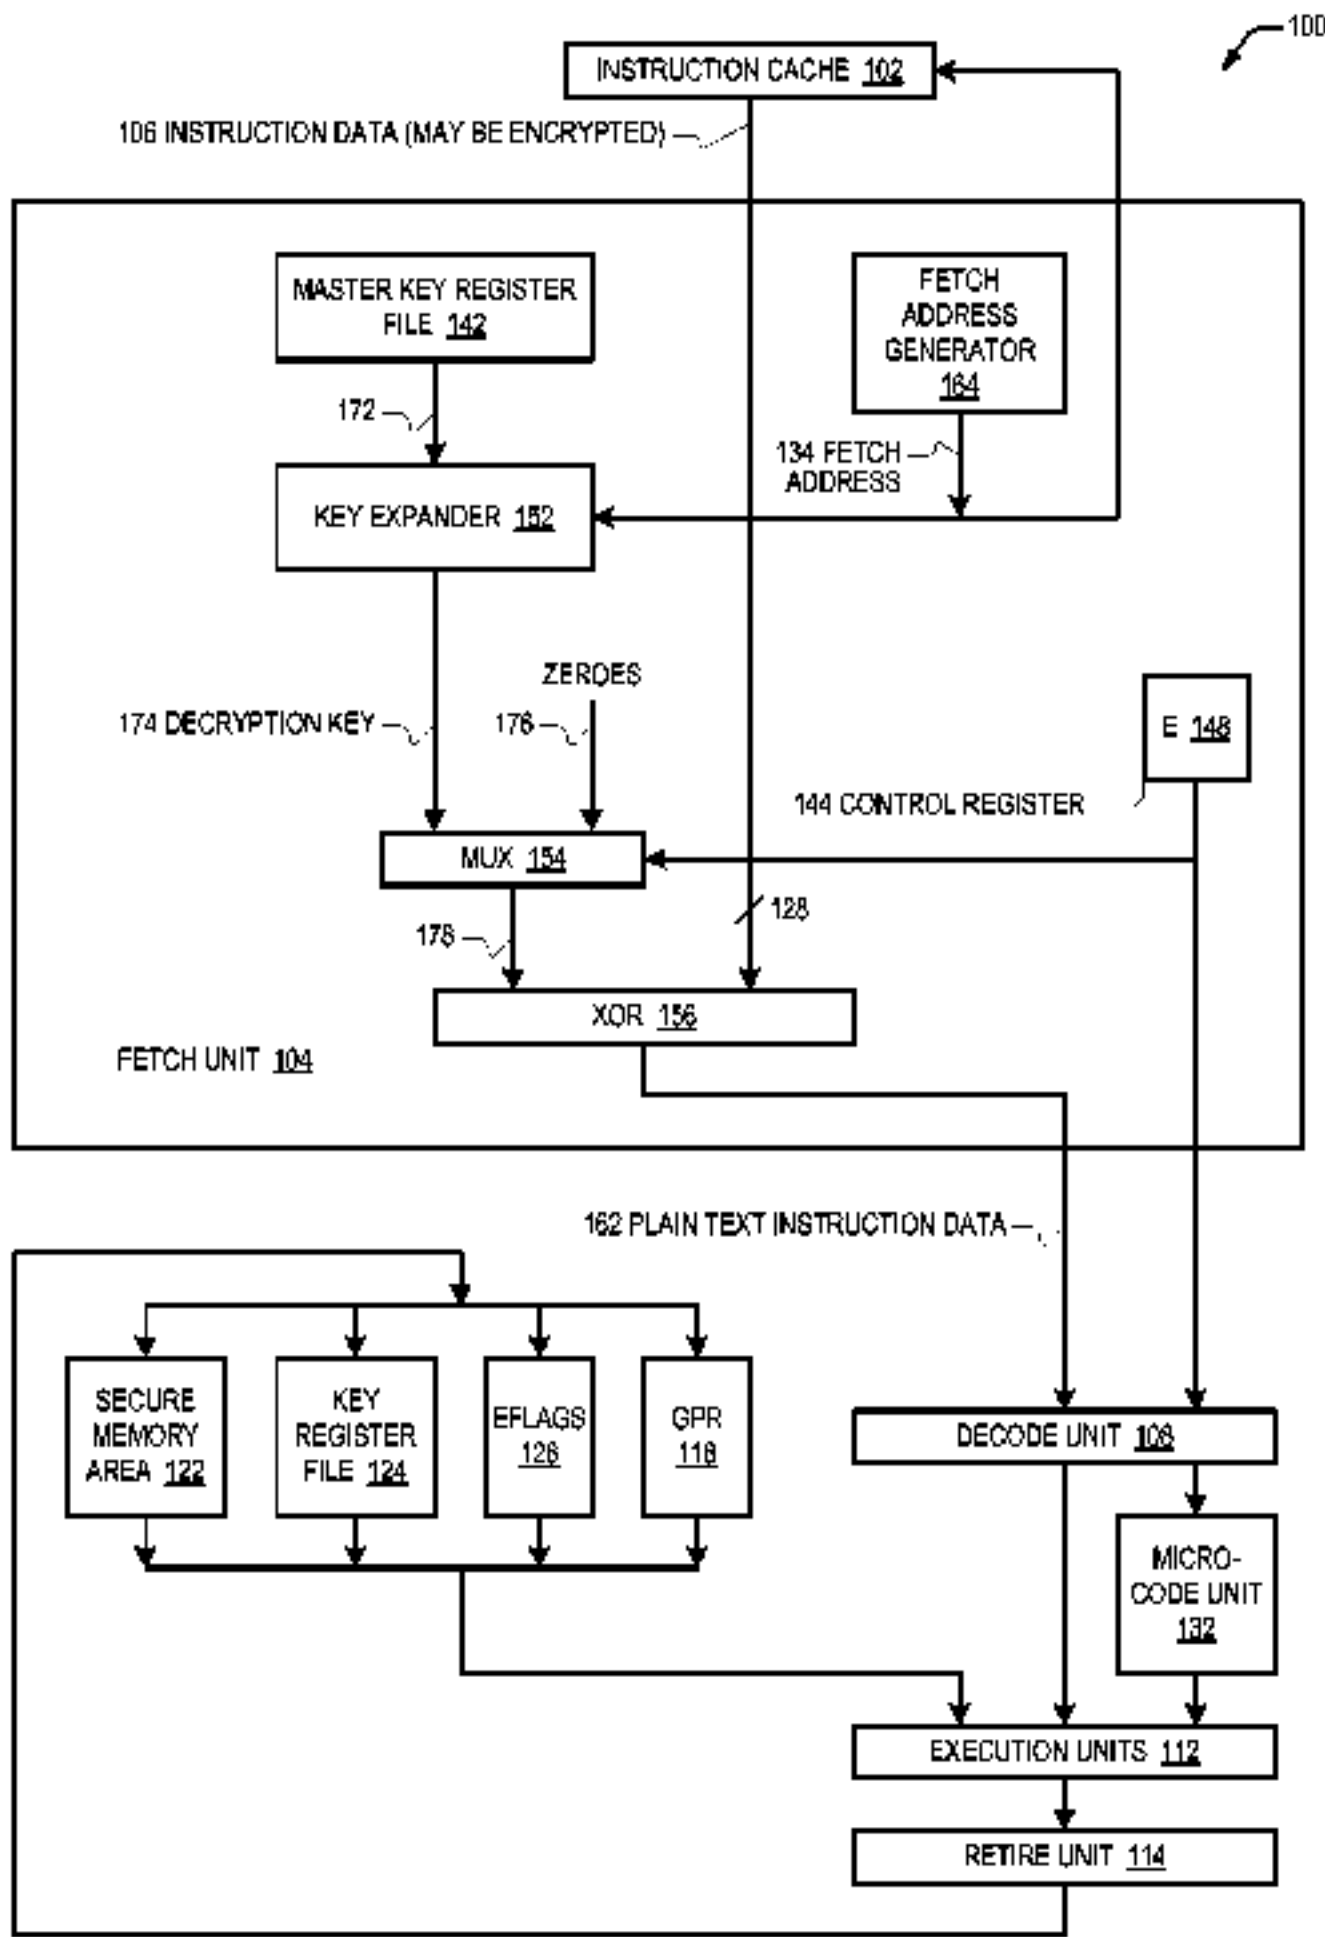 100
INSTRUCTION CACHE 102
106 INSTRUCTION DATA (MAY BE ENCRYPTED)
MASTER KEY REGISTER
FILE 142
FETCH
ADDRESS
GENERATOR
164
172
134 FETCH
ADDRESS
KEY EXPANDER 152
ZEROES
174 DECRYPTION KEY
176
E 148
144 CONTROL REGISTER
MUX 154
128
178
XOR 156
FETCH UNIT 104
162 PLAIN TEXT INSTRUCTION DATA
SECURE
MEMORY
AREA 122
KEY
REGISTER
FILE 124
EFLAGS
126
GPR
116
DECODE UNIT 108
MICRO-
CODE UNIT
132
EXECUTION UNITS 112
RETIRE UNIT 114